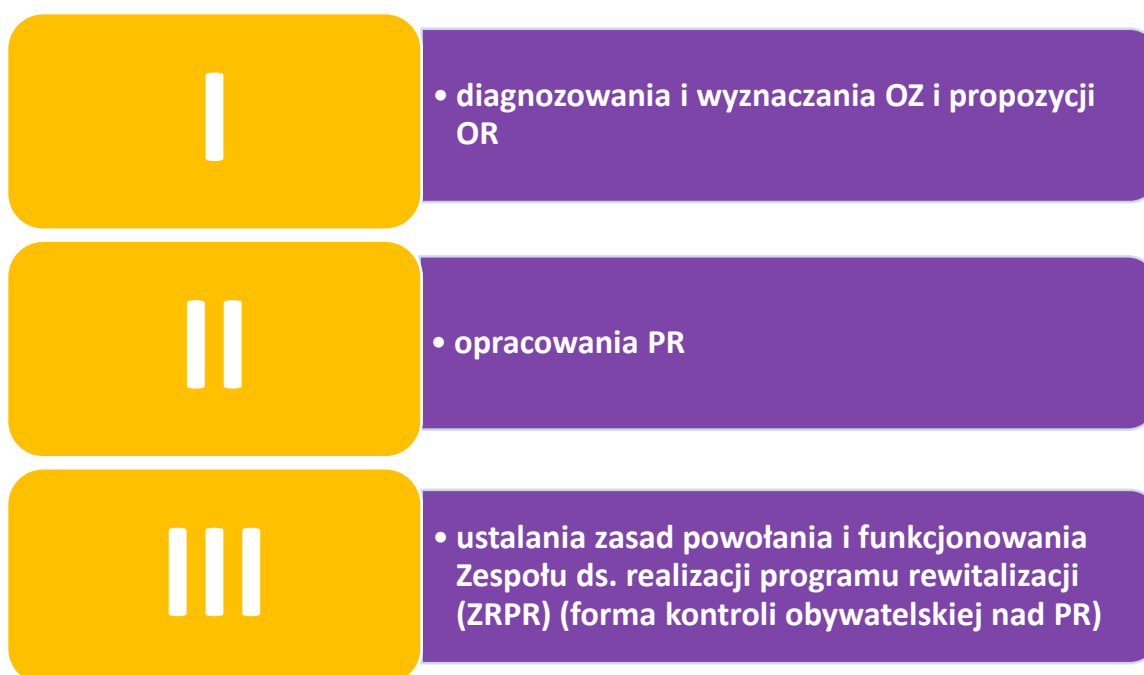 I
• diagnozowania i wyznaczania OZ i propozycji
OR
II
• opracowania PR
III
• ustalania zasad powołania i funkcjonowania
Zespołu ds. realizacji programu rewitalizacji
(ZRPR) (forma kontroli obywatelskiej nad PR)